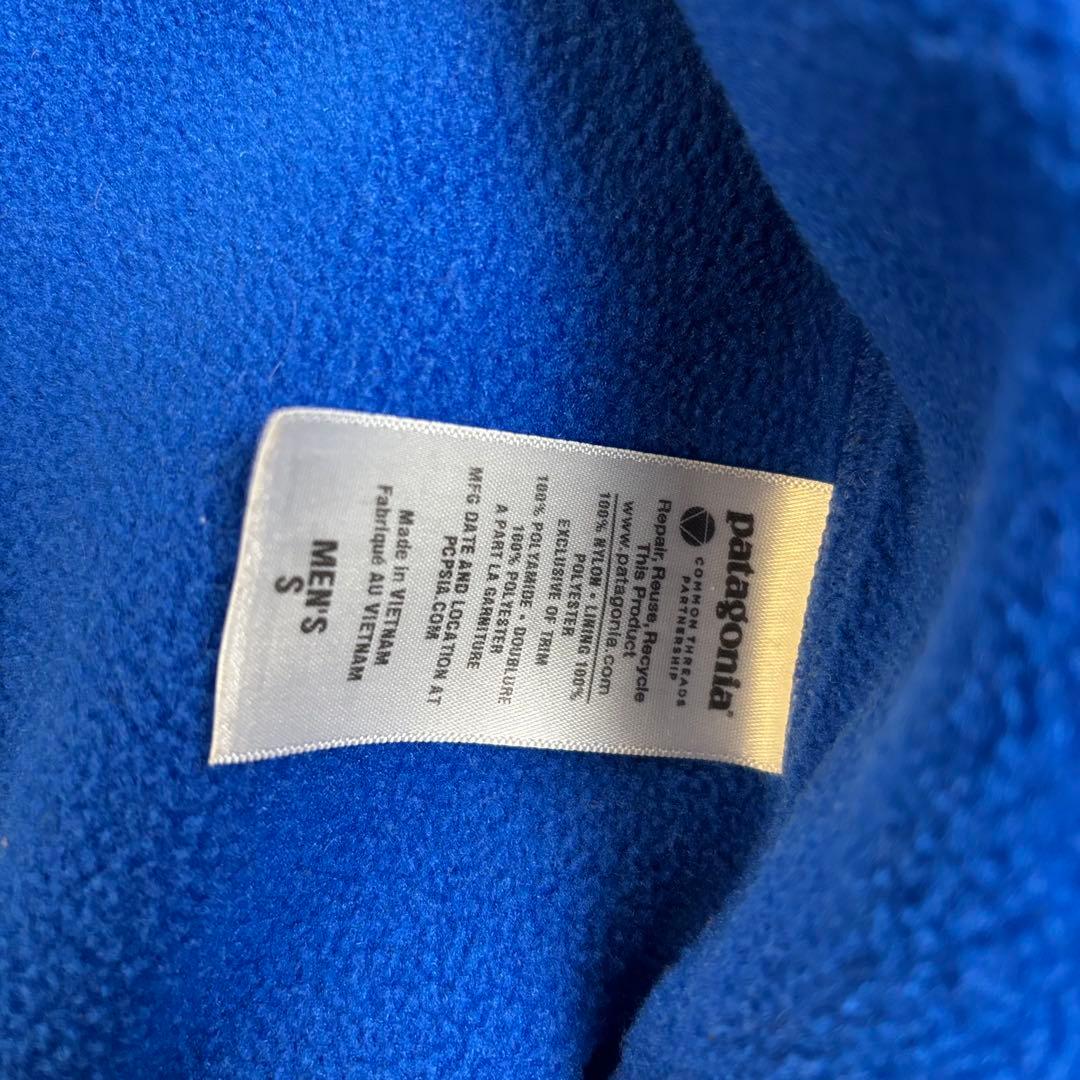 patagonia®
COMMON THREADS
PARTNERSHIP
Repair, Reuse, Recycle
This Product
www.patagonia.com
100% NYLON • LINING 100%
POLYESTER
EXCLUSIVE OF TRIM
100% POLYAMIDE • DOUBLURE
100% POLYESTER
A PART LA GARNITURE
MFG DATE AND LOCATION AT
PCPSIA.COM
Made in VIETNAM
Fabriqué AU VIETNAM
MEN'S
S